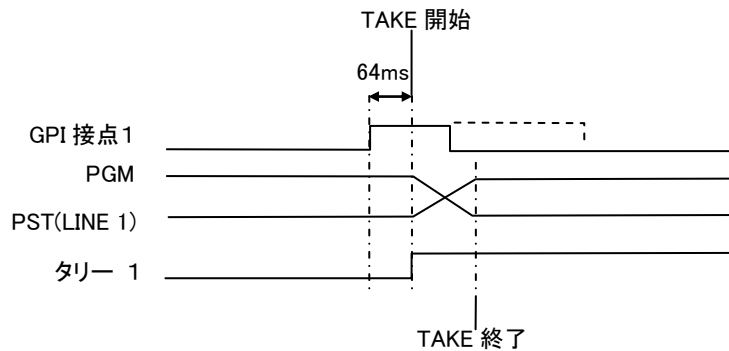 TAKE 開始
64ms
GPI 接点１
PGM
PST(LINE 1)
タリー １
TAKE 終了